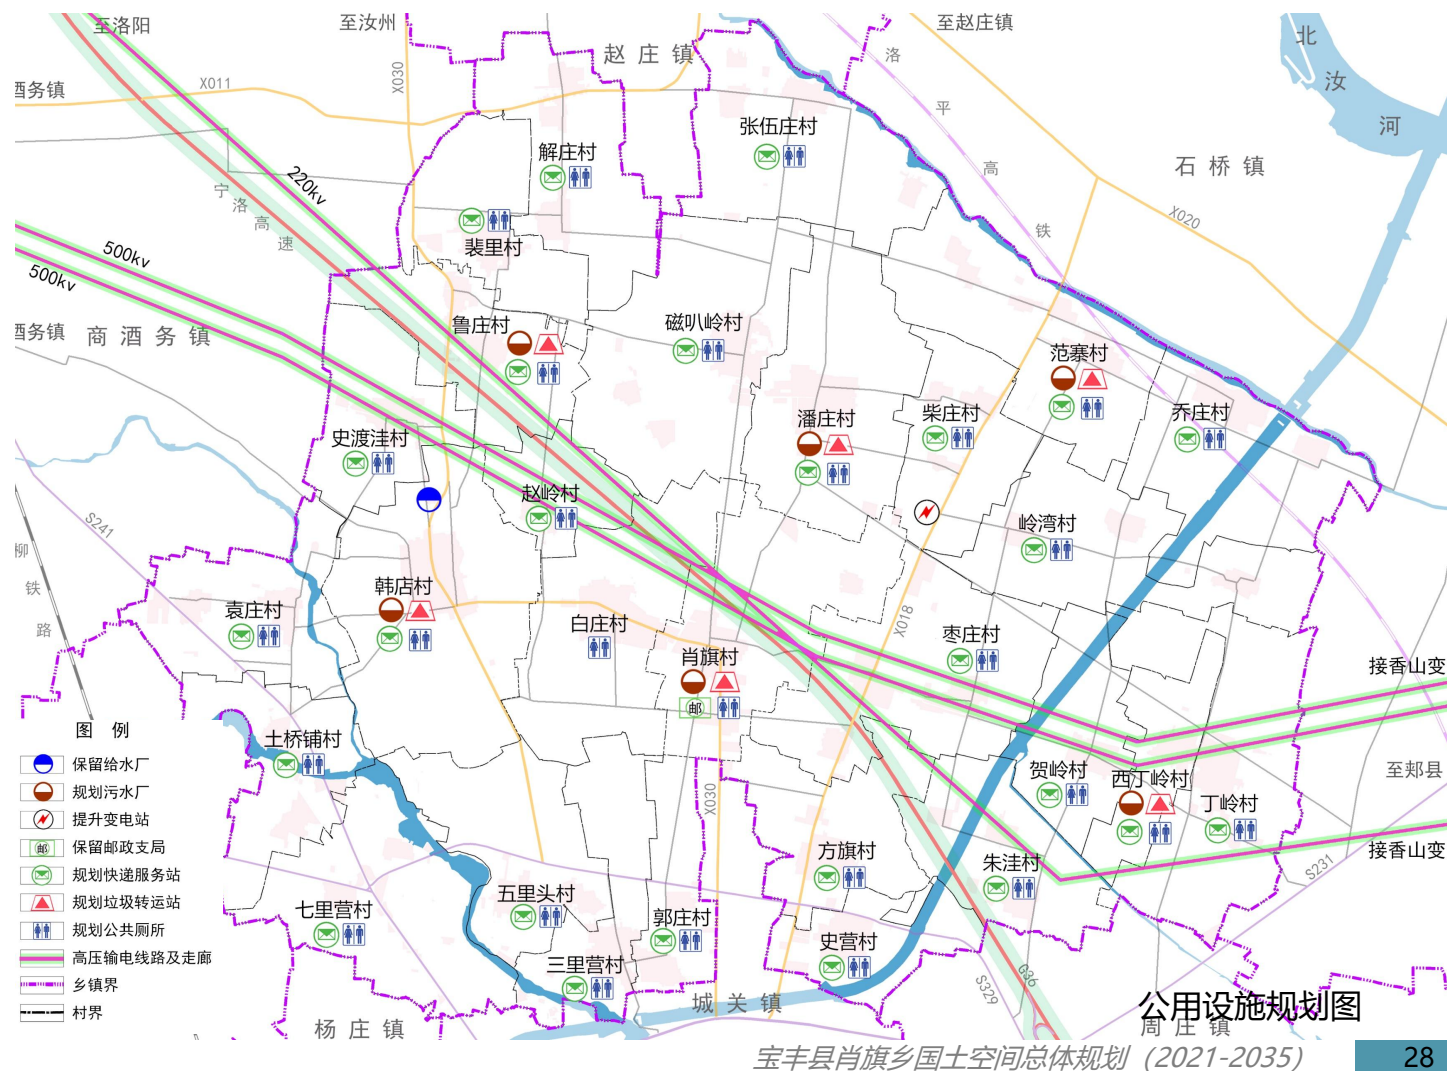 至洛阳
至汝州
至赵庄镇
赵庄镇
北汝河
洛平高铁
酒务镇
X011
X030
张伍庄村
解庄村
石桥镇
220kv
宁洛高速
X020
裴里村
500kv
500kv
酒务镇
商酒务镇
鲁庄村
磁叭岭村
范寨村
潘庄村
柴庄村
乔庄村
史渡洼村
赵岭村
岭湾村
S241
柳铁路
韩店村
袁庄村
白庄村
X018
枣庄村
肖旗村
邮
接香山变
土桥铺村
X030
贺岭村
西丁岭村
丁岭村
至郏县
接香山变
方旗村
朱洼村
S231
五里头村
七里营村
郭庄村
史营村
三里营村
S329
G36
城关镇
杨庄镇
周庄镇
图例
保留给水厂
规划污水厂
提升变电站
邮 保留邮政支局
规划快递服务站
规划垃圾转运站
规划公共厕所
高压输电线路及走廊
乡镇界
村界
公用设施规划图
宝丰县肖旗乡国土空间总体规划（2021-2035）
28